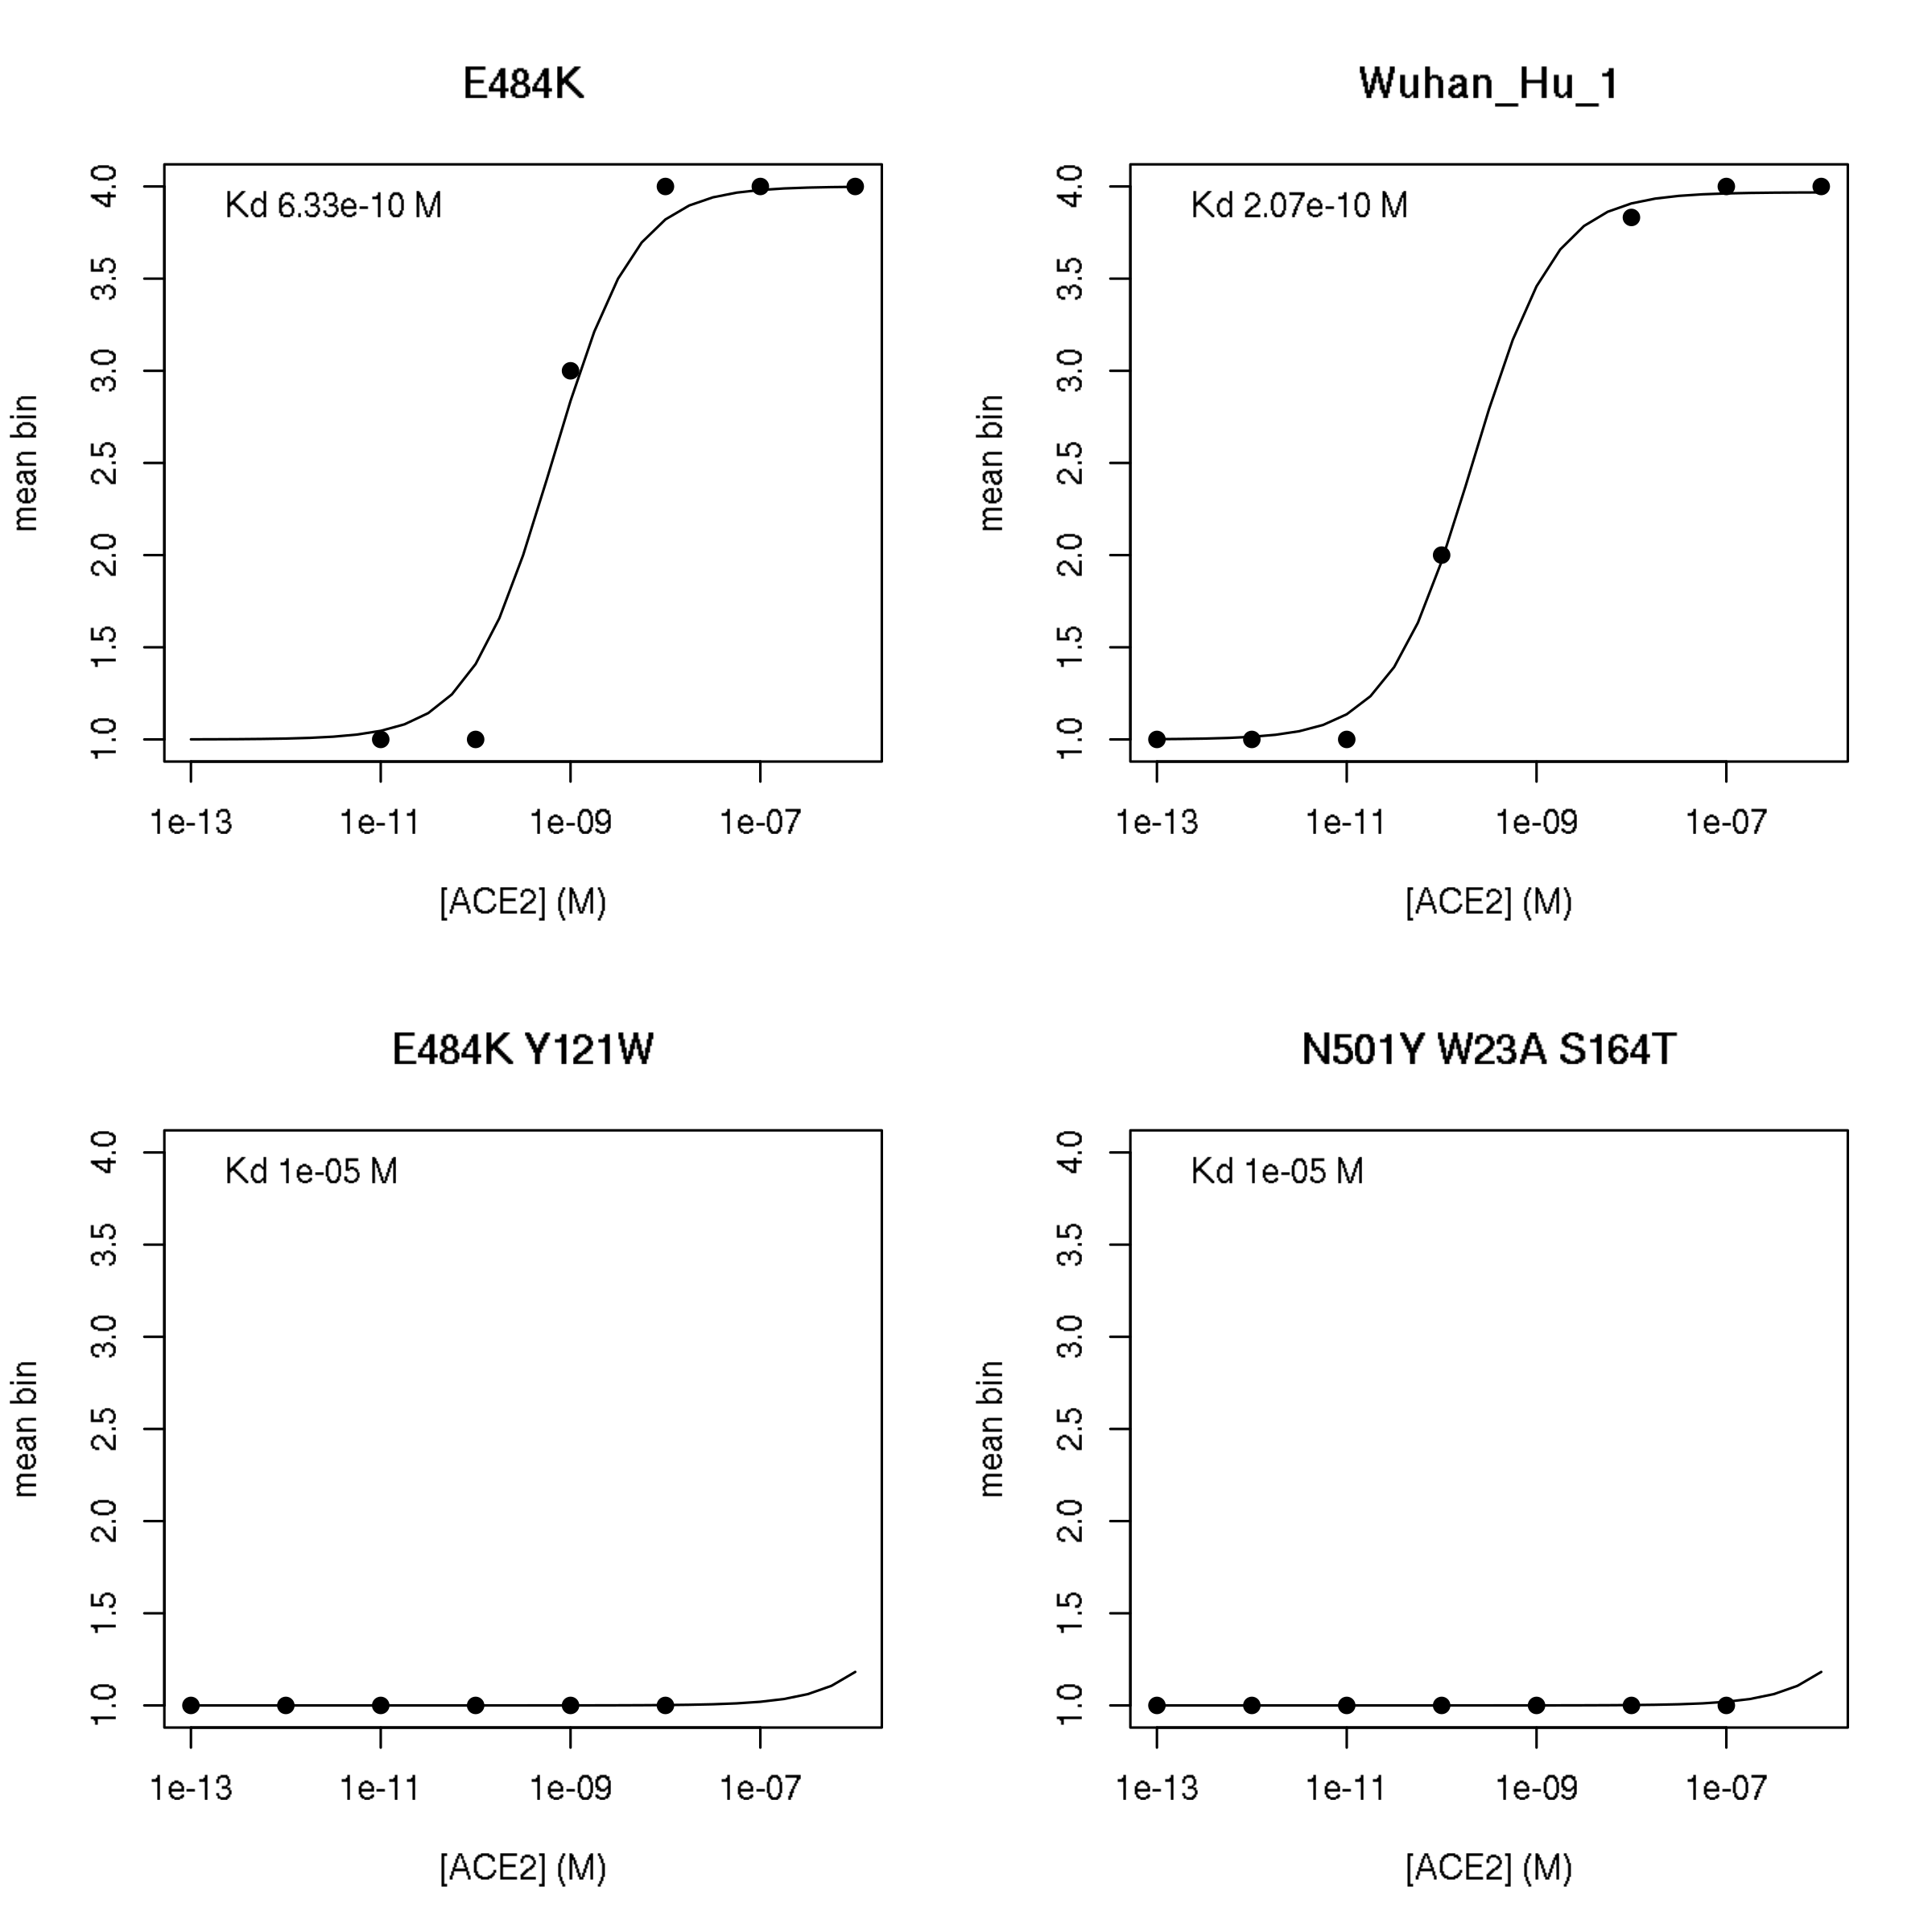 E484K
Kd 6.33e-10 M
mean bin
4.0
3.5
3.0
2.5
2.0
1.5
1.0
1e-13 1e-11 1e-09 1e-07
[ACE2] (M)
Wuhan_Hu_1
Kd 2.07e-10 M
mean bin
4.0
3.5
3.0
2.5
2.0
1.5
1.0
1e-13 1e-11 1e-09 1e-07
[ACE2] (M)
E484K Y121W
Kd 1e-05 M
mean bin
4.0
3.5
3.0
2.5
2.0
1.5
1.0
1e-13 1e-11 1e-09 1e-07
[ACE2] (M)
N501Y W23A S164T
Kd 1e-05 M
mean bin
4.0
3.5
3.0
2.5
2.0
1.5
1.0
1e-13 1e-11 1e-09 1e-07
[ACE2] (M)